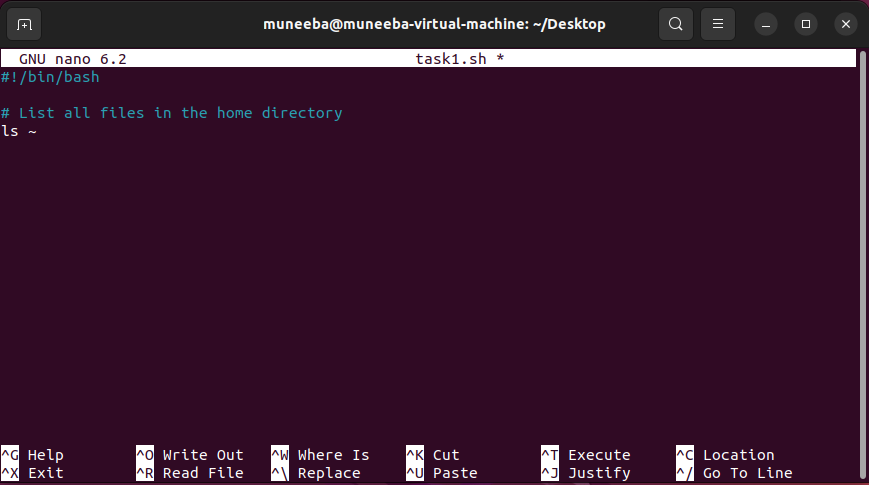 muneeba@muneeba-virtual-machine: ~/Desktop
GNU nano 6.2 task1.sh *
#!/bin/bash
# List all files in the home directory
ls ~
^G Help ^O Write Out ^W Where Is ^K Cut ^T Execute ^C Location
^X Exit ^R Read File ^\ Replace ^U Paste ^J Justify ^/ Go To Line